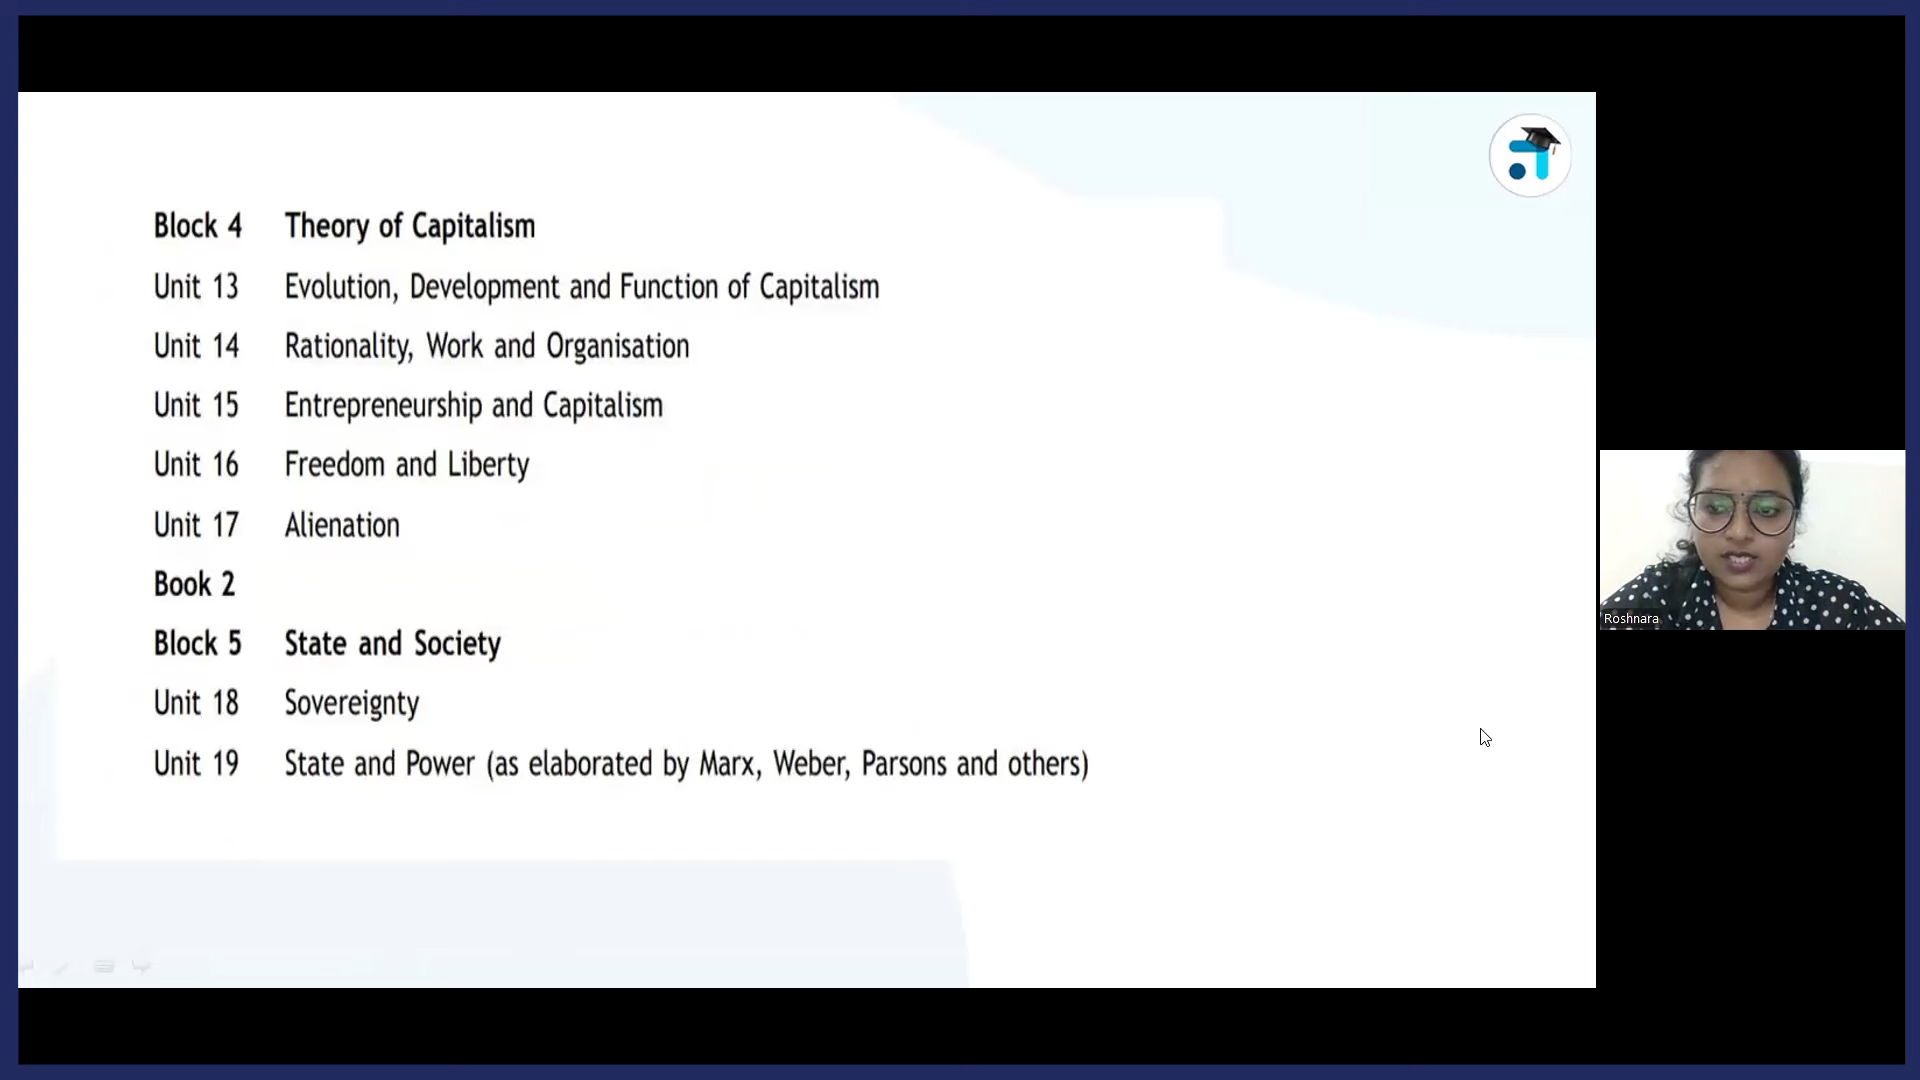 Block 4 Theory of Capitalism
Unit 13 Evolution, Development and Function of Capitalism
Unit 14 Rationality, Work and Organisation
Unit 15 Entrepreneurship and Capitalism
Unit 16 Freedom and Liberty
Unit 17 Alienation
Book 2
Block 5 State and Society
Unit 18 Sovereignty
Unit 19 State and Power (as elaborated by Marx, Weber, Parsons and others)
Roshnara